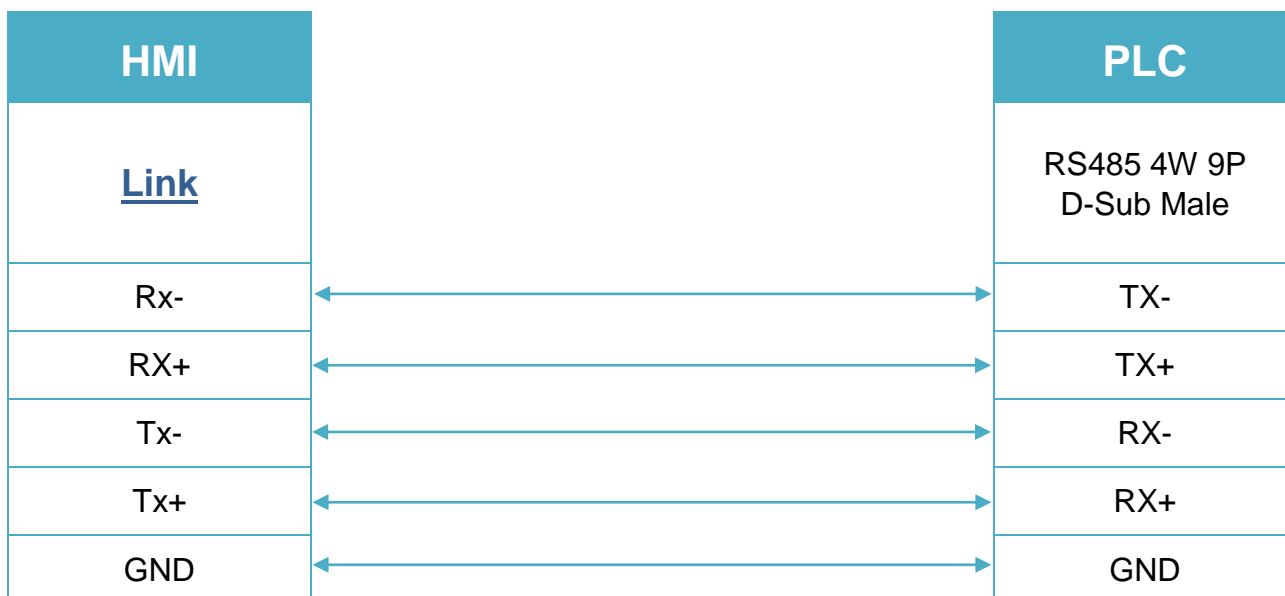 HMI PLC
Link RS485 4W 9P
D-Sub Male
Rx- TX-
RX+ TX+
Tx- RX-
Tx+ RX+
GND GND